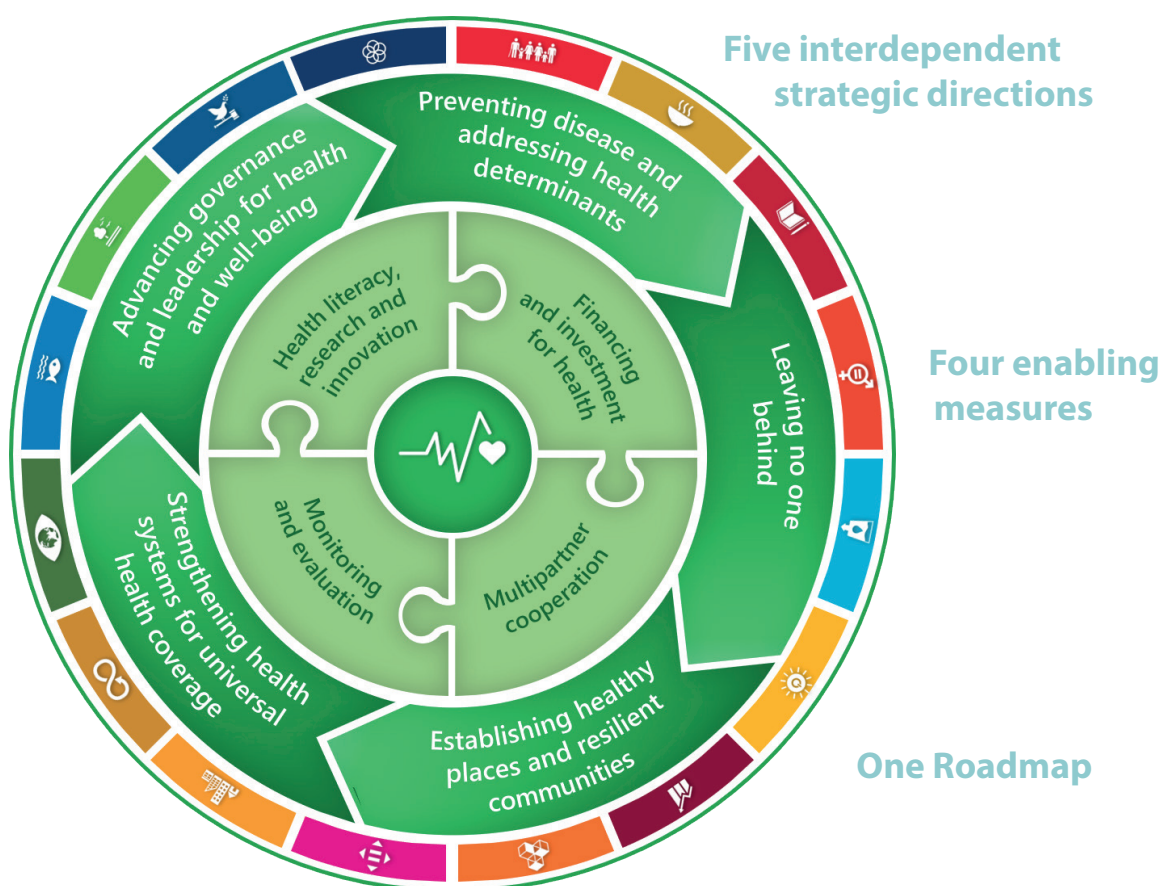 Five interdependent
strategic directions
Preventing disease and
addressing health
determinants
Leaving no one
behind
Establishing healthy
places and resilient
communities
Strengthening health
systems for universal
health coverage
Advancing governance
and leadership for health
and well-being
Health literacy,
research and
innovation
Financing
and investment
for health
Multipartner
cooperation
Monitoring
and evaluation
Four enabling
measures
One Roadmap